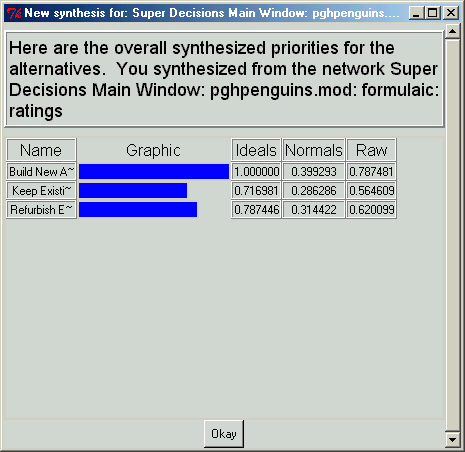 New synthesis for: Super Decisions Main Window: pghpenguins....
Here are the overall synthesized priorities for the
alternatives. You synthesized from the network Super
Decisions Main Window: pghpenguins.mod: formulaic:
ratings
Name Graphic Ideals Normals Raw
Build New A~ 1.000000 0.399293 0.787481
Keep Existi~ 0.716981 0.286286 0.564609
Refurbish E~ 0.787446 0.314422 0.620099
Okay